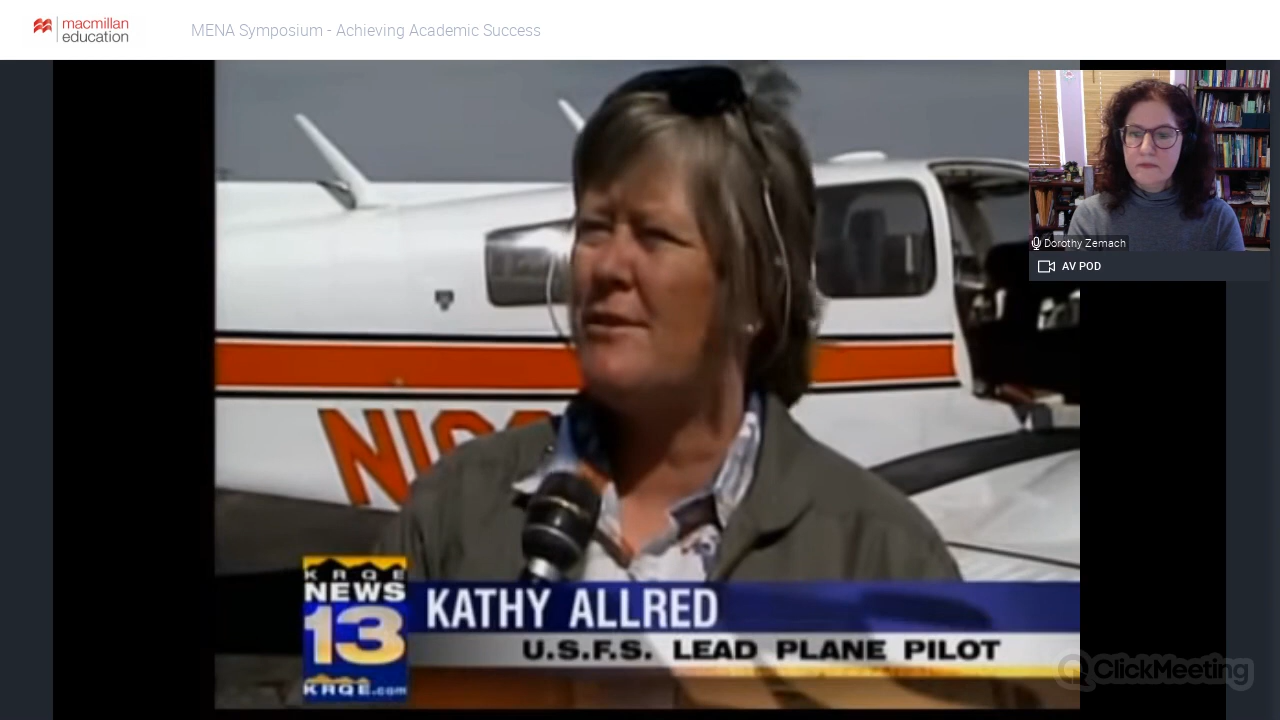 macmillan
education
MENA Symposium - Achieving Academic Success
Dorothy Zemach
AV POD
KRQE
NEWS
13
KRQE.com
KATHY ALLRED
U.S.F.S. LEAD PLANE PILOT
ClickMeeting